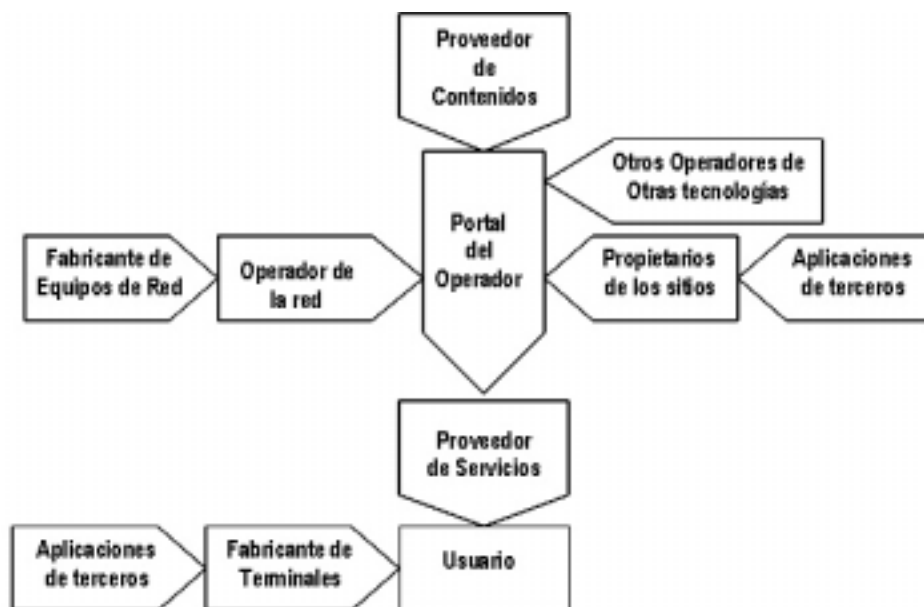 Proveedor
de
Contenidos
Otros Operadores de
Otras tecnologías
Portal
del
Operador
Fabricante de
Equipos de Red
Operador de
la red
Propietarios
de los sitios
Aplicaciones
de terceros
Proveedor
de Servicios
Aplicaciones
de terceros
Fabricante de
Terminales
Usuario